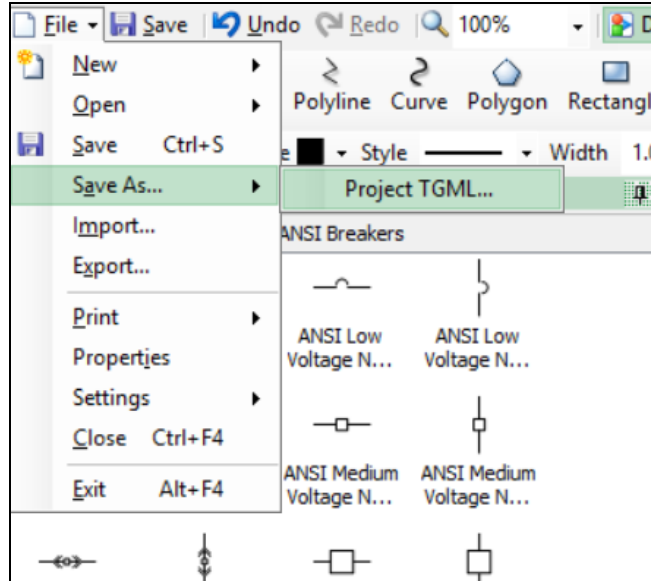 File Save Undo Redo 100% D
New
Open
Save Ctrl+S
Save As...
Import...
Export...
Print
Properties
Settings
Close Ctrl+F4
Exit Alt+F4
Project TGML...
Polyline Curve Polygon Rectangl
e Style Width 1.0
ANSI Breakers
ANSI Low
Voltage N...
ANSI Low
Voltage N...
ANSI Medium
Voltage N...
ANSI Medium
Voltage N...